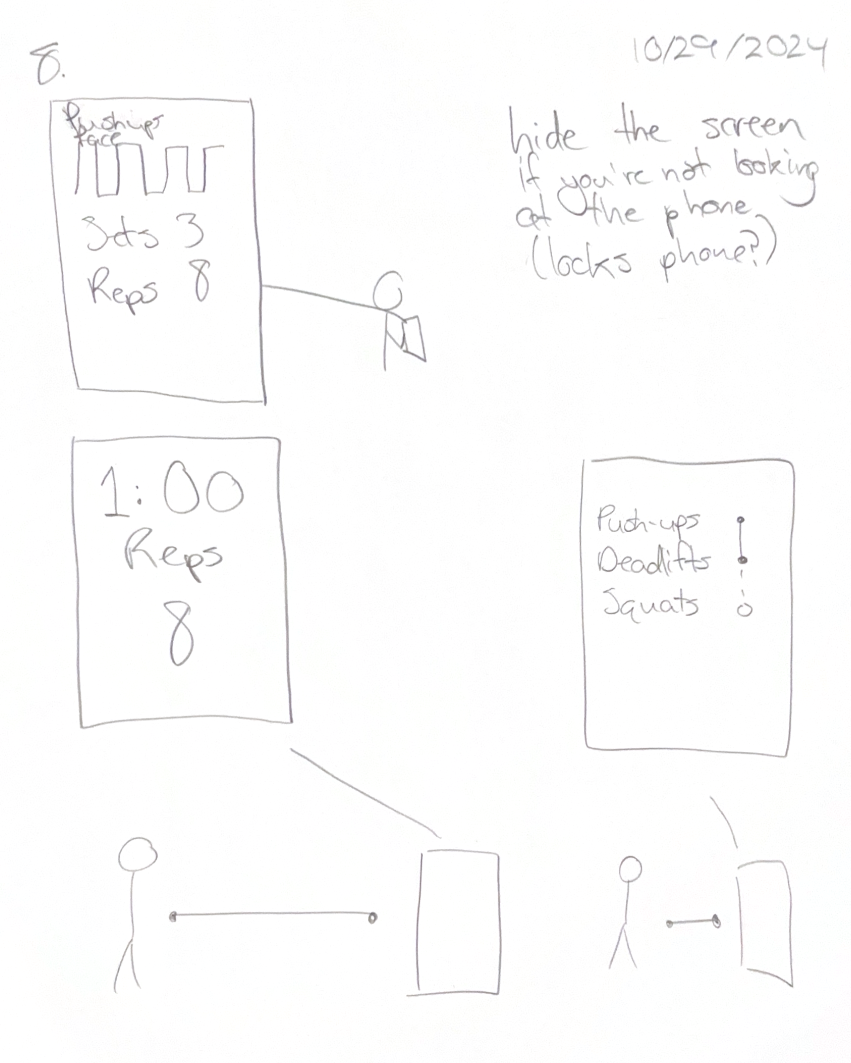 8.
10/29/2024
Pushups
Pace
Sets 3
Reps 8
hide the screen
if you're not looking
at the phone
(locks phone?)
1:00
Reps
8
Push-ups
Deadlifts
Squats